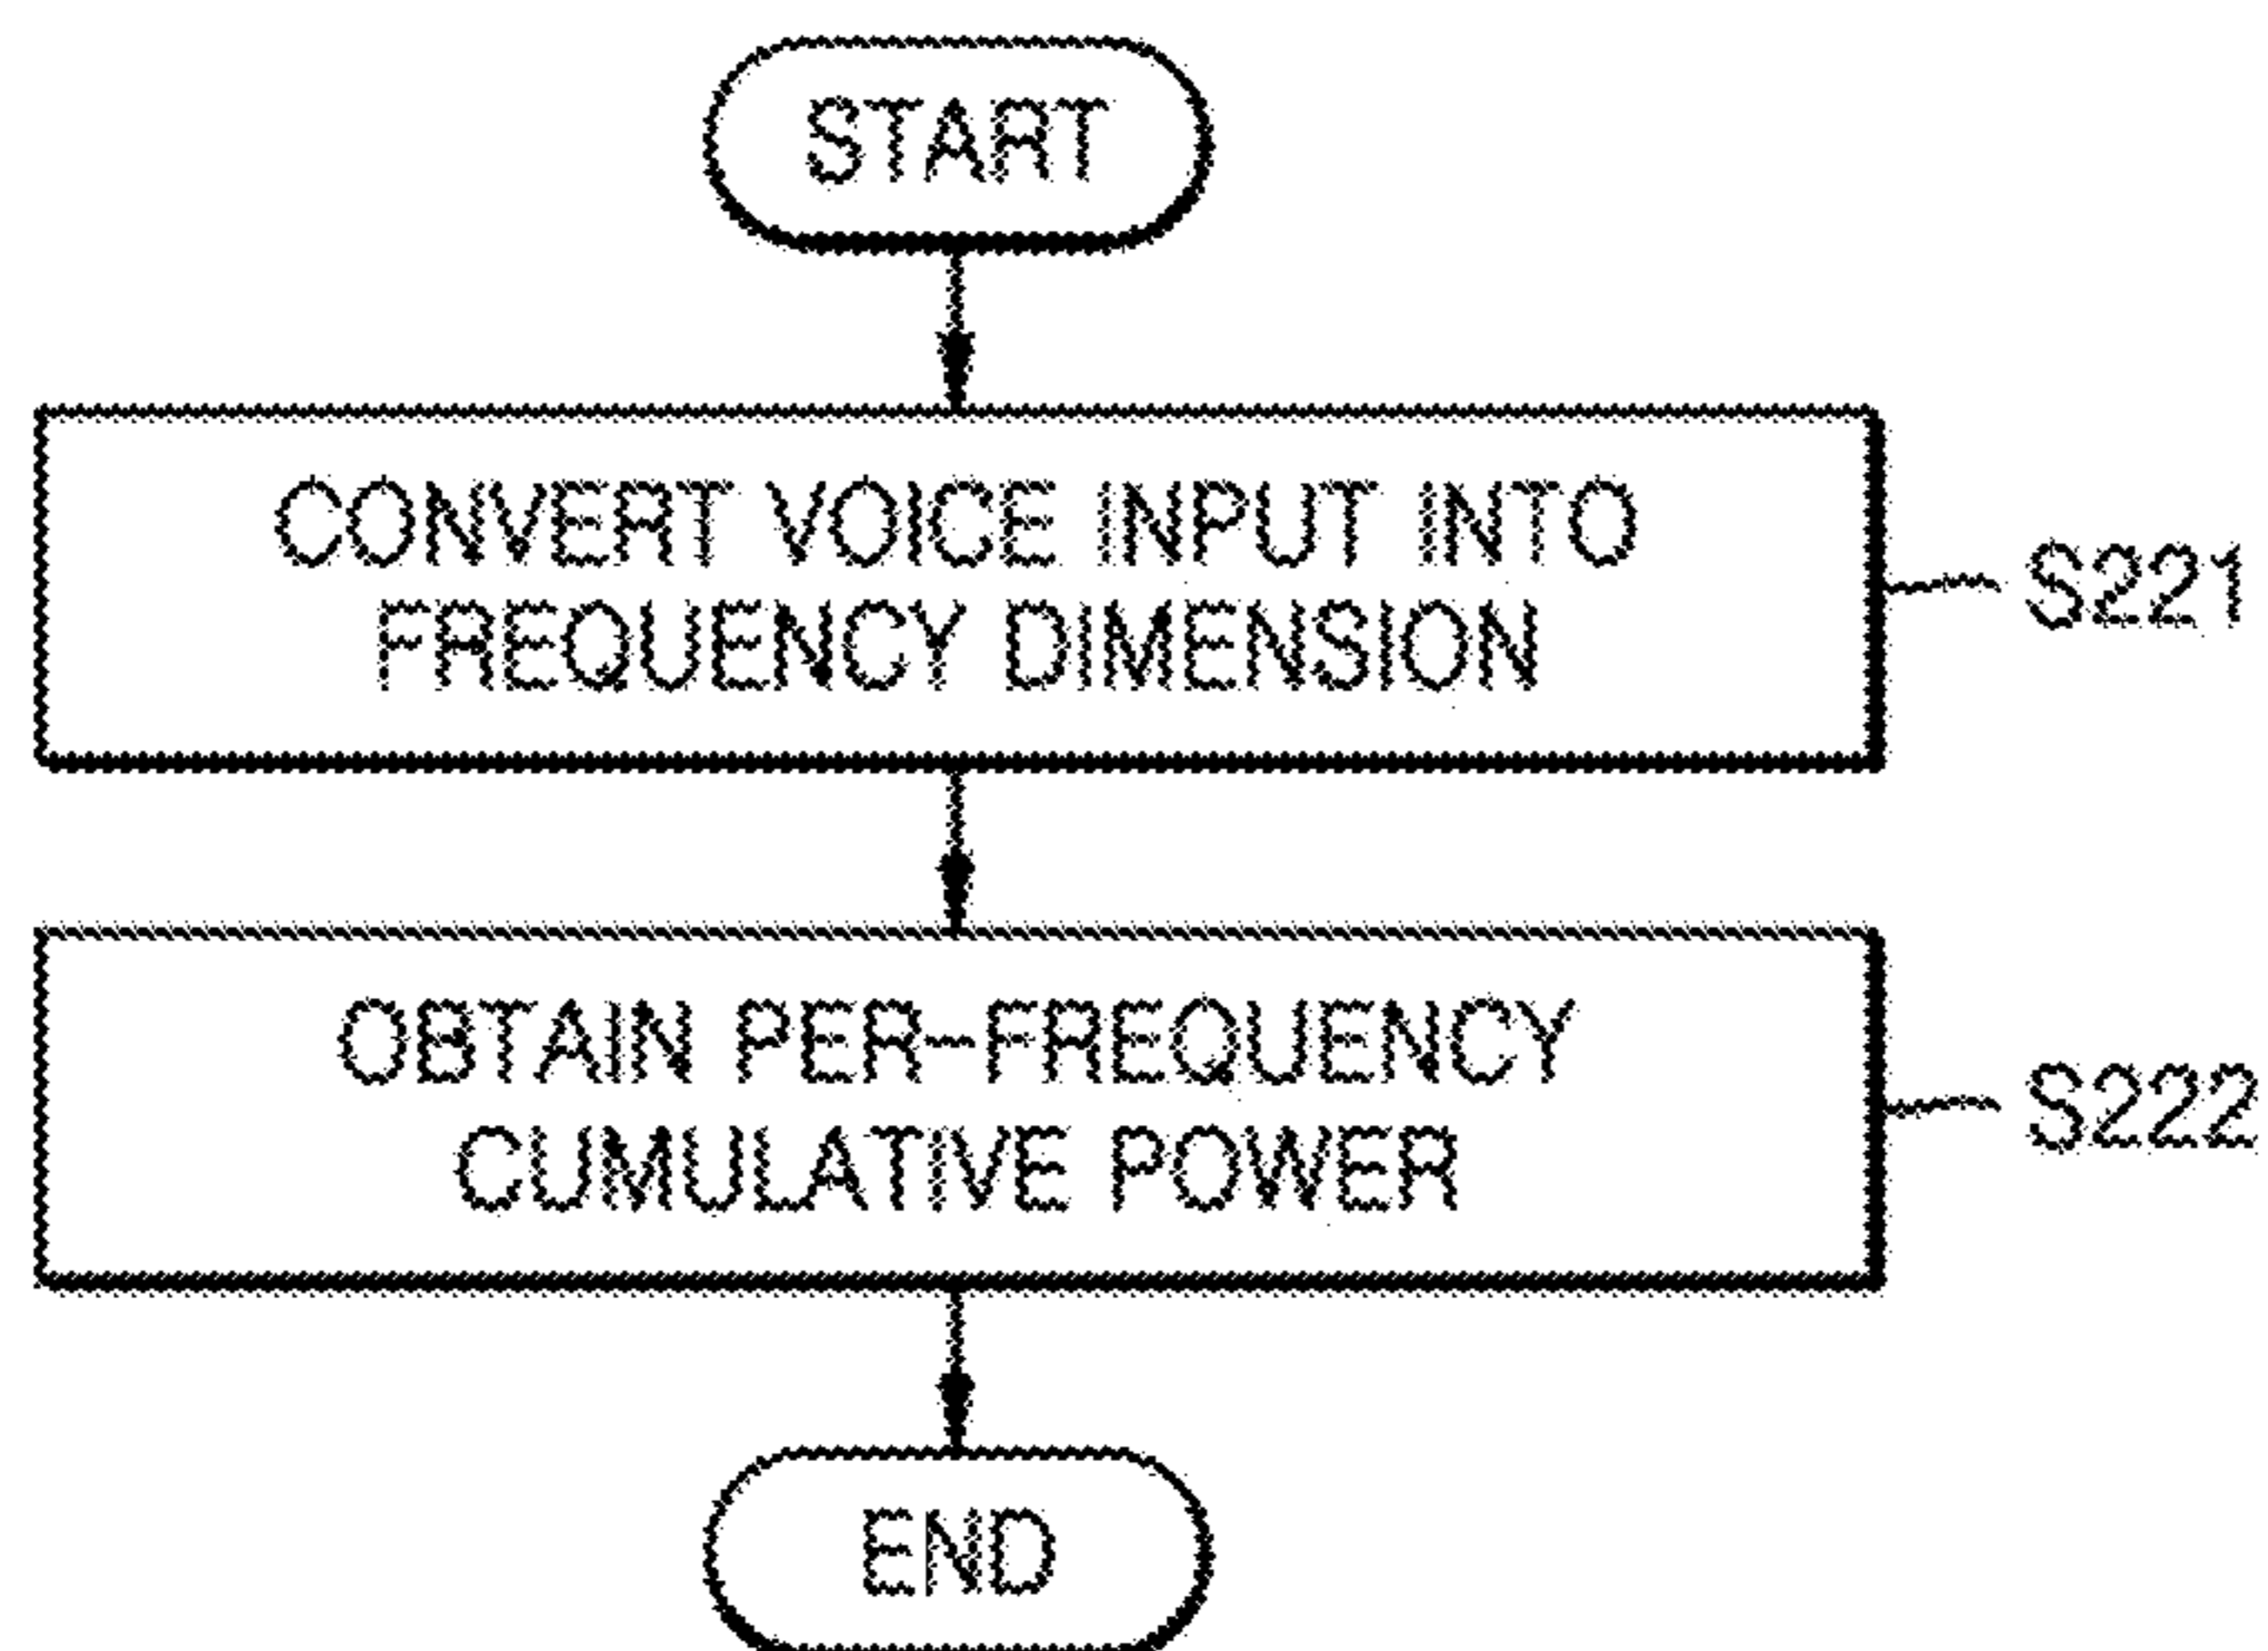 START
CONVERT VOICE INPUT INTO
FREQUENCY DIMENSION
S221
OBTAIN PER-FREQUENCY
CUMULATIVE POWER
S222
END